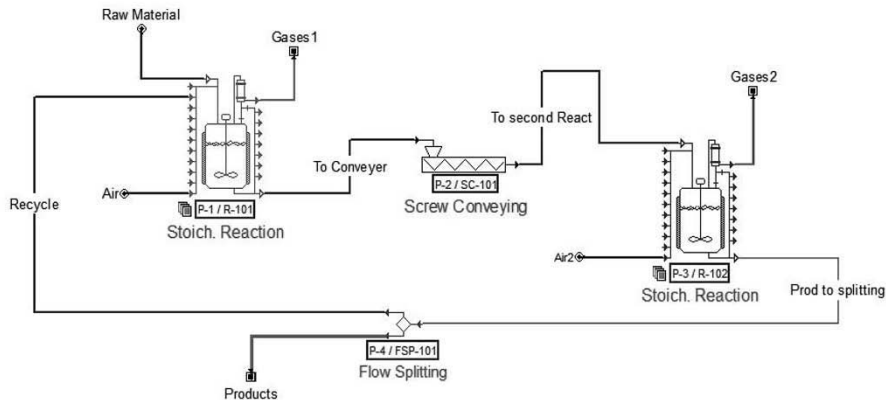 Raw Material
Gases1
Gases2
To second React
To Conveyer
P-2 / SC-101
Screw Conveying
Air
Recycle
P-1 / R-101
Stoich. Reaction
Air2
P-3 / R-102
Stoich. Reaction
Prod to splitting
P-4 / FSP-101
Flow Splitting
Products